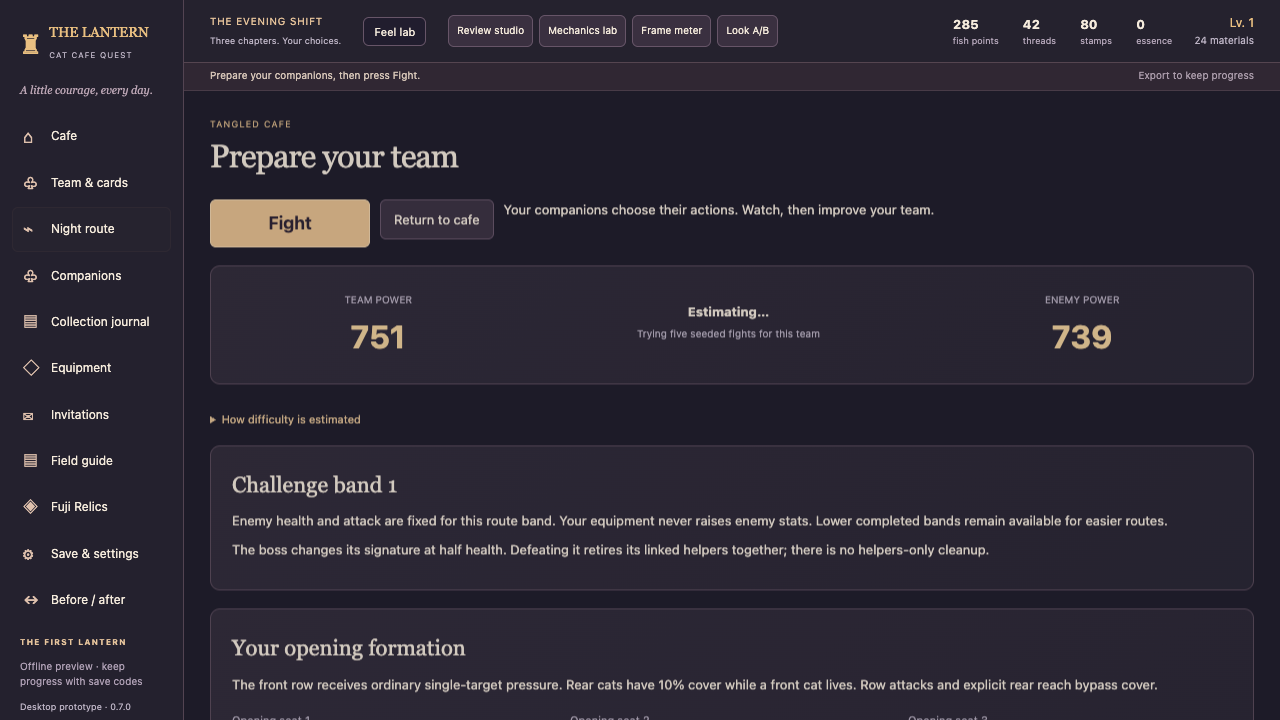 THE LANTERN
CAT CAFE QUEST
A little courage, every day.
Cafe
Team & cards
Night route
Companions
Collection journal
Equipment
Invitations
Field guide
Fuji Relics
Save & settings
Before / after
THE FIRST LANTERN
Offline preview · keep
progress with save codes
Desktop prototype · 0.7.0
THE EVENING SHIFT
Three chapters. Your choices.
Feel lab
Review studio
Mechanics lab
Frame meter
Look A/B
285
fish points
42
threads
80
stamps
0
essence
Lv. 1
24 materials
Prepare your companions, then press Fight.
Export to keep progress
TANGLED CAFE
Prepare your team
Fight
Return to cafe
Your companions choose their actions. Watch, then improve your team.
TEAM POWER
751
Estimating...
Trying five seeded fights for this team
ENEMY POWER
739
How difficulty is estimated
Challenge band 1
Enemy health and attack are fixed for this route band. Your equipment never raises enemy stats. Lower completed bands remain available for easier routes.
The boss changes its signature at half health. Defeating it retires its linked helpers together; there is no helpers-only cleanup.
Your opening formation
The front row receives ordinary single-target pressure. Rear cats have 10% cover while a front cat lives. Row attacks and explicit rear reach bypass cover.
Opening seat 1
Opening seat 2
Opening seat 3